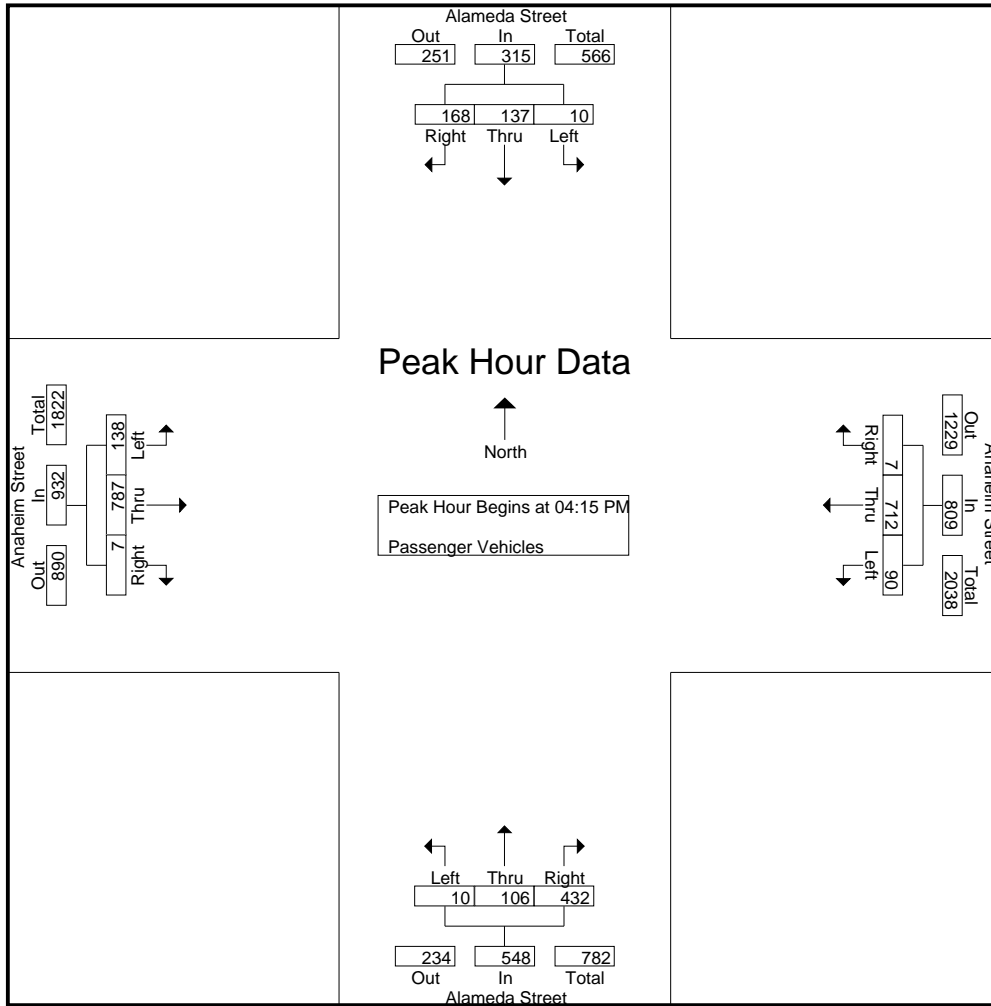 Alameda Street
Out In Total
251 315 566
168 137 10
Right Thru Left
Peak Hour Data
North
Peak Hour Begins at 04:15 PM
Passenger Vehicles
Anaheim Street
Total In Out
1822 932 890
138 787 7
Left Thru Right
Anaheim Street
Out In Total
1229 809 2038
7 712 90
Right Thru Left
Left Thru Right
10 106 432
234 548 782
Out In Total
Alameda Street